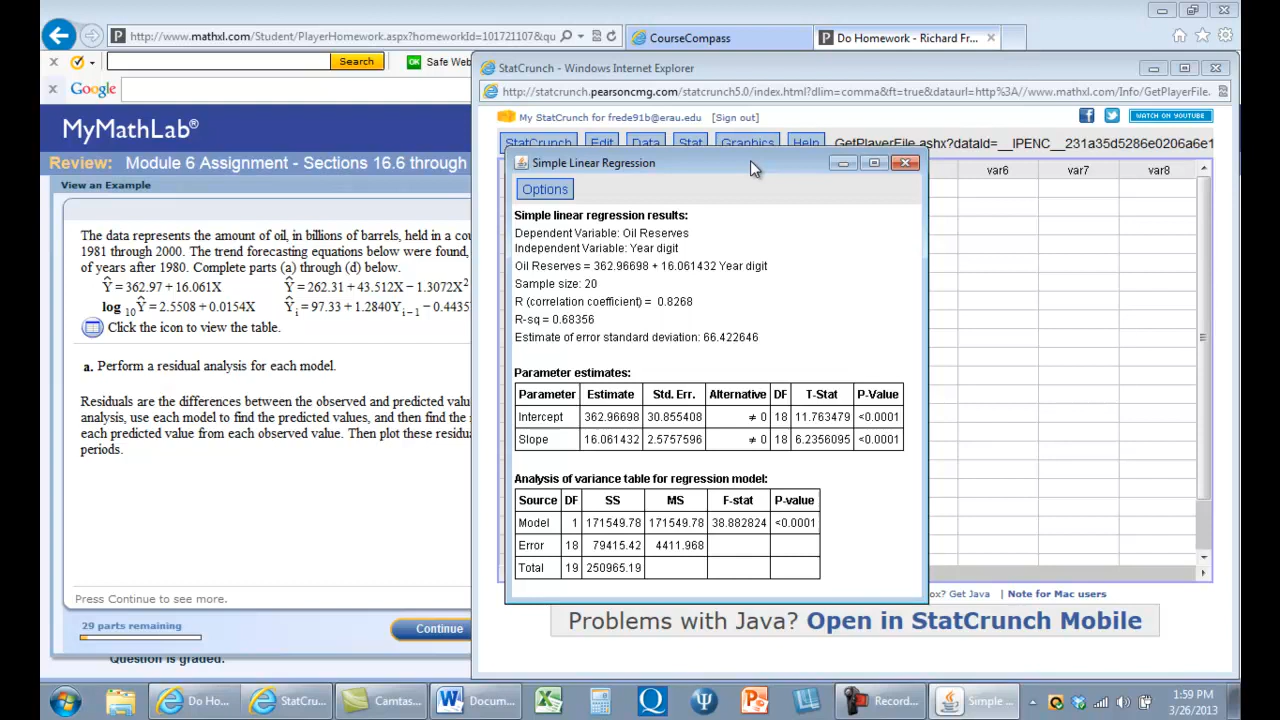 http://www.mathxl.com/Student/PlayerHomework.aspx?homeworkId=101721107&qu
CourseCompass
Do Homework - Richard Fr...
Search
Safe Web
Google
StatCrunch - Windows Internet Explorer
http://statcrunch.pearsoncmg.com/statcrunch5.0/index.html?dlim=comma&ft=true&dataurl=http%3A//www.mathxl.com/Info/GetPlayerFile.
My StatCrunch for frede91b@erau.edu [Sign out]
WATCH ON YOUTUBE
StatCrunch Edit Data Stat Graphics Help GetPlayerFile.ashx?dataId=__IPENC__231a35d5286e0206a6e1
var6 var7 var8
MyMathLab®
Review: Module 6 Assignment - Sections 16.6 through
View an Example
The data represents the amount of oil, in billions of barrels, held in a cou
1981 through 2000. The trend forecasting equations below were found,
of years after 1980. Complete parts (a) through (d) below.
Ŷ = 362.97 + 16.061X Ŷ = 262.31 + 43.512X − 1.3072X²
log 10 Ŷ = 2.5508 + 0.0154X Ŷi = 97.33 + 1.2840Y i−1 − 0.4435
Click the icon to view the table.
a. Perform a residual analysis for each model.
Residuals are the differences between the observed and predicted valu
analysis, use each model to find the predicted values, and then find the
each predicted value from each observed value. Then plot these residu
periods.
Press Continue to see more.
29 parts remaining
Continue
Question is graded.
Simple Linear Regression
Options
Simple linear regression results:
Dependent Variable: Oil Reserves
Independent Variable: Year digit
Oil Reserves = 362.96698 + 16.061432 Year digit
Sample size: 20
R (correlation coefficient) = 0.8268
R-sq = 0.68356
Estimate of error standard deviation: 66.422646
Parameter estimates:
Parameter Estimate Std. Err. Alternative DF T-Stat P-Value
Intercept 362.96698 30.855408 ≠ 0 18 11.763479 <0.0001
Slope 16.061432 2.5757596 ≠ 0 18 6.2356095 <0.0001
Analysis of variance table for regression model:
Source DF SS MS F-stat P-value
Model 1 171549.78 171549.78 38.882824 <0.0001
Error 18 79415.42 4411.968
Total 19 250965.19
ox? Get Java | Note for Mac users
Problems with Java? Open in StatCrunch Mobile
Do Ho...
StatCru...
Camtas...
Docum...
Record...
Simple ...
1:59 PM
3/26/2013